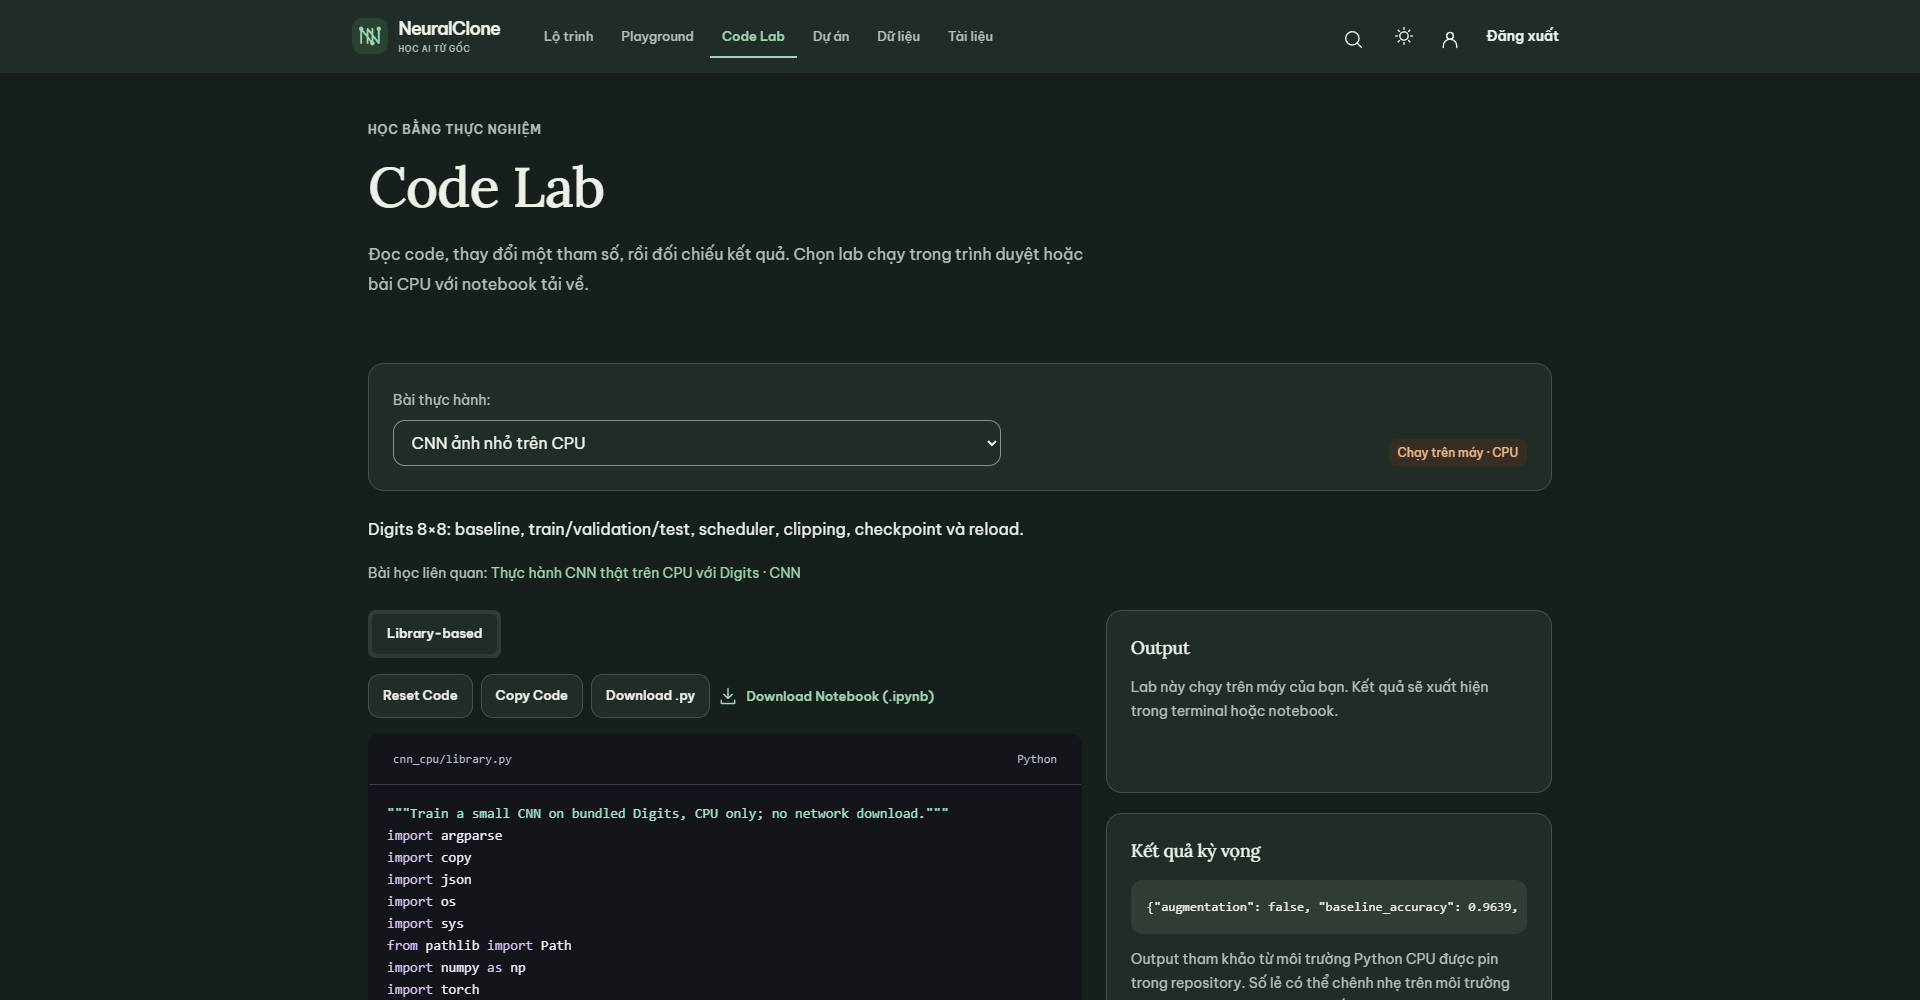 NeuralClone
HỌC AI TỪ GỐC
Lộ trình
Playground
Code Lab
Dự án
Dữ liệu
Tài liệu
Đăng xuất
HỌC BẰNG THỰC NGHIỆM
Code Lab
Đọc code, thay đổi một tham số, rồi đối chiếu kết quả. Chọn lab chạy trong trình duyệt hoặc
bài CPU với notebook tải về.
Bài thực hành:
CNN ảnh nhỏ trên CPU
Chạy trên máy · CPU
Digits 8×8: baseline, train/validation/test, scheduler, clipping, checkpoint và reload.
Bài học liên quan: Thực hành CNN thật trên CPU với Digits · CNN
Library-based
Reset Code
Copy Code
Download .py
Download Notebook (.ipynb)
cnn_cpu/library.py
Python
"""Train a small CNN on bundled Digits, CPU only; no network download."""
import argparse
import copy
import json
import os
import sys
from pathlib import Path
import numpy as np
import torch
Output
Lab này chạy trên máy của bạn. Kết quả sẽ xuất hiện
trong terminal hoặc notebook.
Kết quả kỳ vọng
{"augmentation": false, "baseline_accuracy": 0.9639,
Output tham khảo từ môi trường Python CPU được pin
trong repository. Số lẻ có thể chênh nhẹ trên môi trường